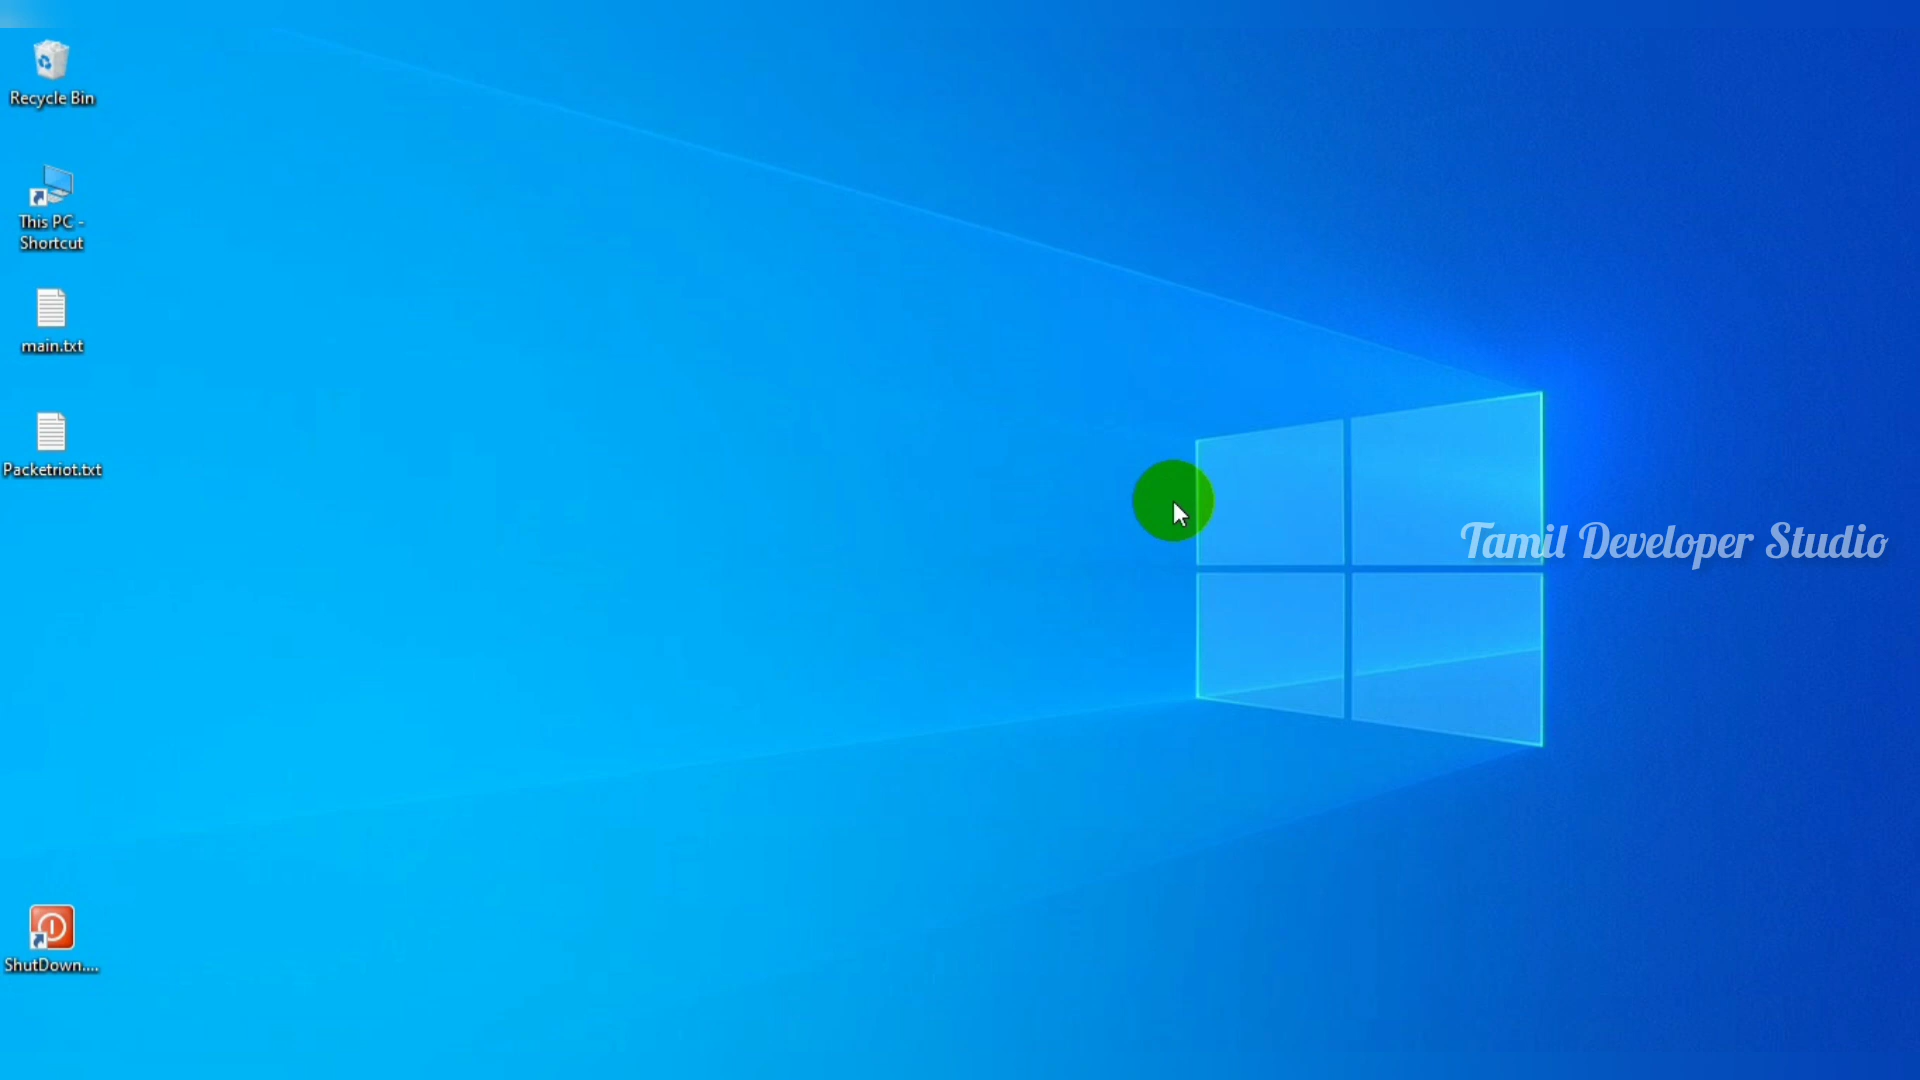 Recycle Bin
This PC -
Shortcut
main.txt
Packetriot.txt
ShutDown....
Tamil Developer Studio